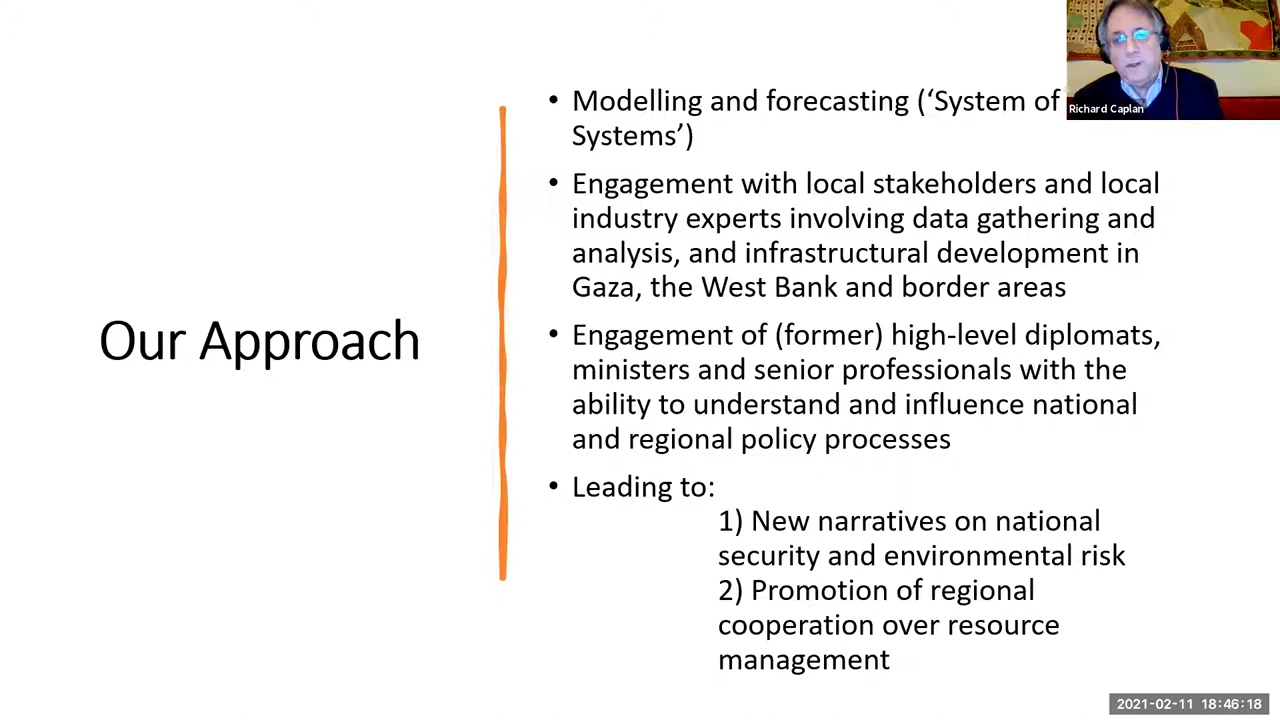 Our Approach
• Modelling and forecasting (‘System of
Systems’)
• Engagement with local stakeholders and local
industry experts involving data gathering and
analysis, and infrastructural development in
Gaza, the West Bank and border areas
• Engagement of (former) high-level diplomats,
ministers and senior professionals with the
ability to understand and influence national
and regional policy processes
• Leading to:
1) New narratives on national
security and environmental risk
2) Promotion of regional
cooperation over resource
management
Richard Caplan
2021-02-11 18:46:18